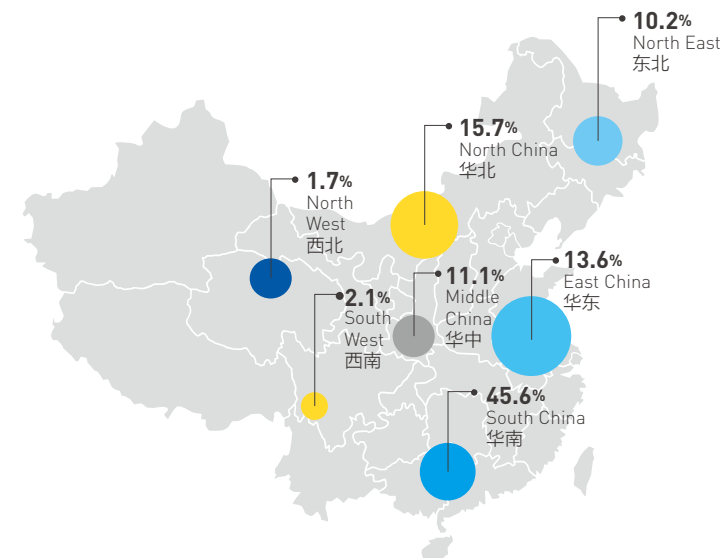 10.2%
North East
东北
15.7%
North China
华北
1.7%
North
West
西北
13.6%
East China
华东
11.1%
Middle
China
华中
2.1%
South
West
西南
45.6%
South China
华南